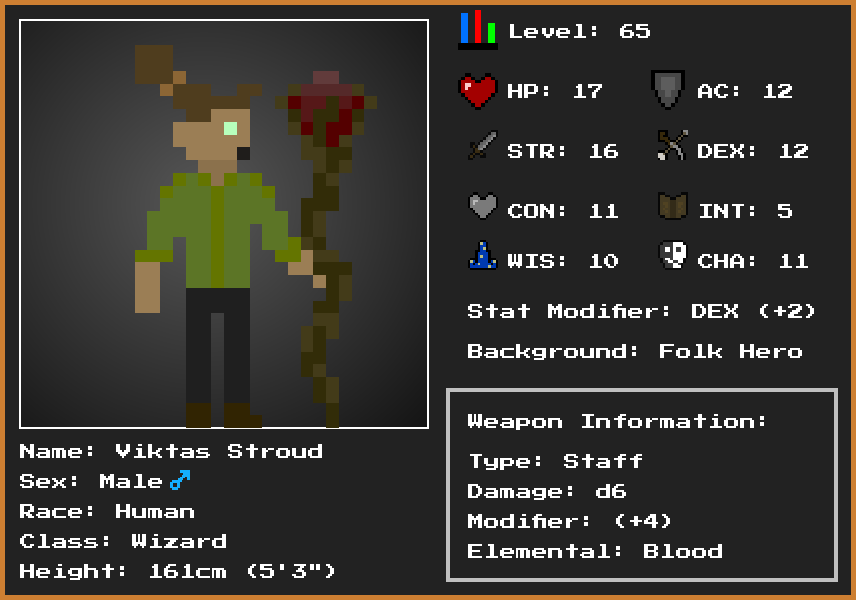 Level: 65
HP: 17 AC: 12
STR: 16 DEX: 12
CON: 11 INT: 5
WIS: 10 CHA: 11
Stat Modifier: DEX (+2)
Background: Folk Hero
Weapon Information:
Type: Staff
Damage: d6
Modifier: (+4)
Elemental: Blood
Name: Viktas Stroud
Sex: Male♂
Race: Human
Class: Wizard
Height: 161cm (5'3")